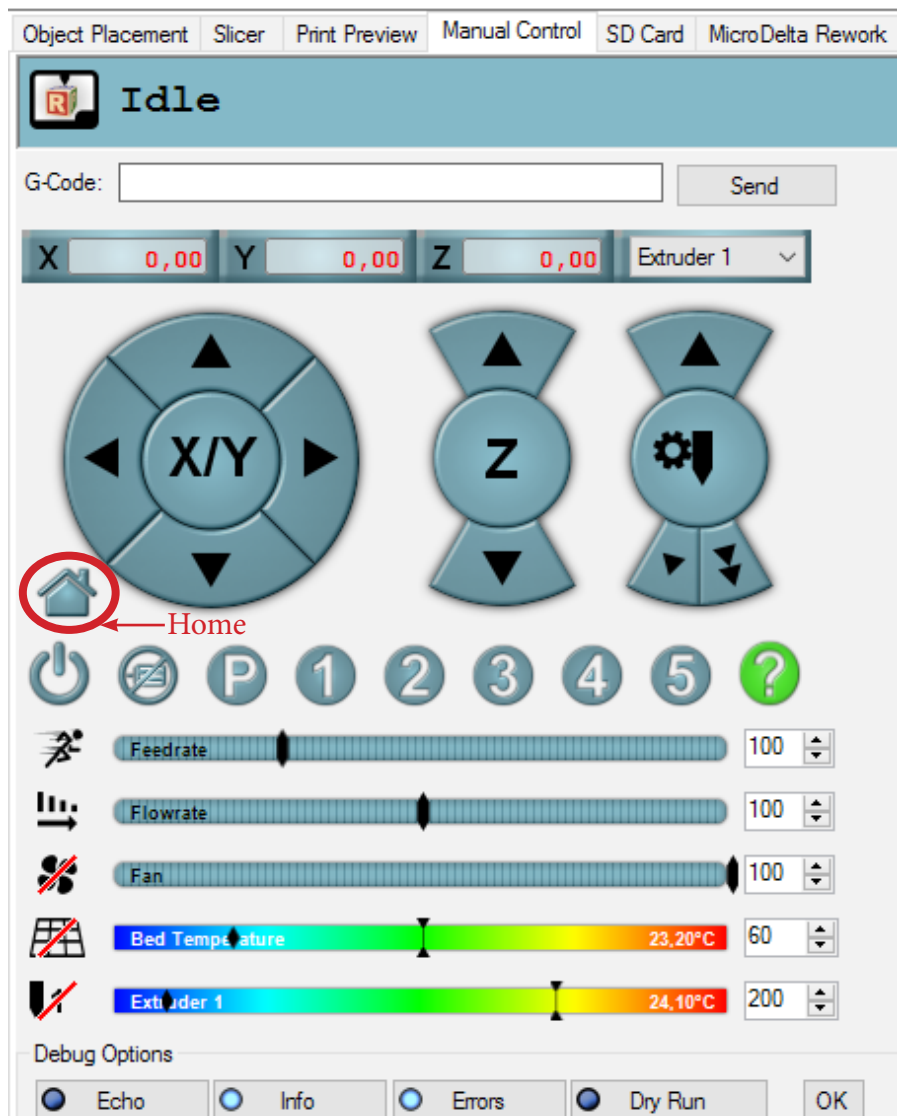 Object Placement Slicer Print Preview Manual Control SD Card MicroDelta Rework
R Idle
G-Code: Send
X 0,00 Y 0,00 Z 0,00 Extruder 1
X/Y Z
Home
P 1 2 3 4 5 ?
Feedrate 100
Flowrate 100
Fan 100
Bed Temperature 23,20°C 60
1 Extruder 1 24,10°C 200
Debug Options
Echo Info Errors Dry Run OK